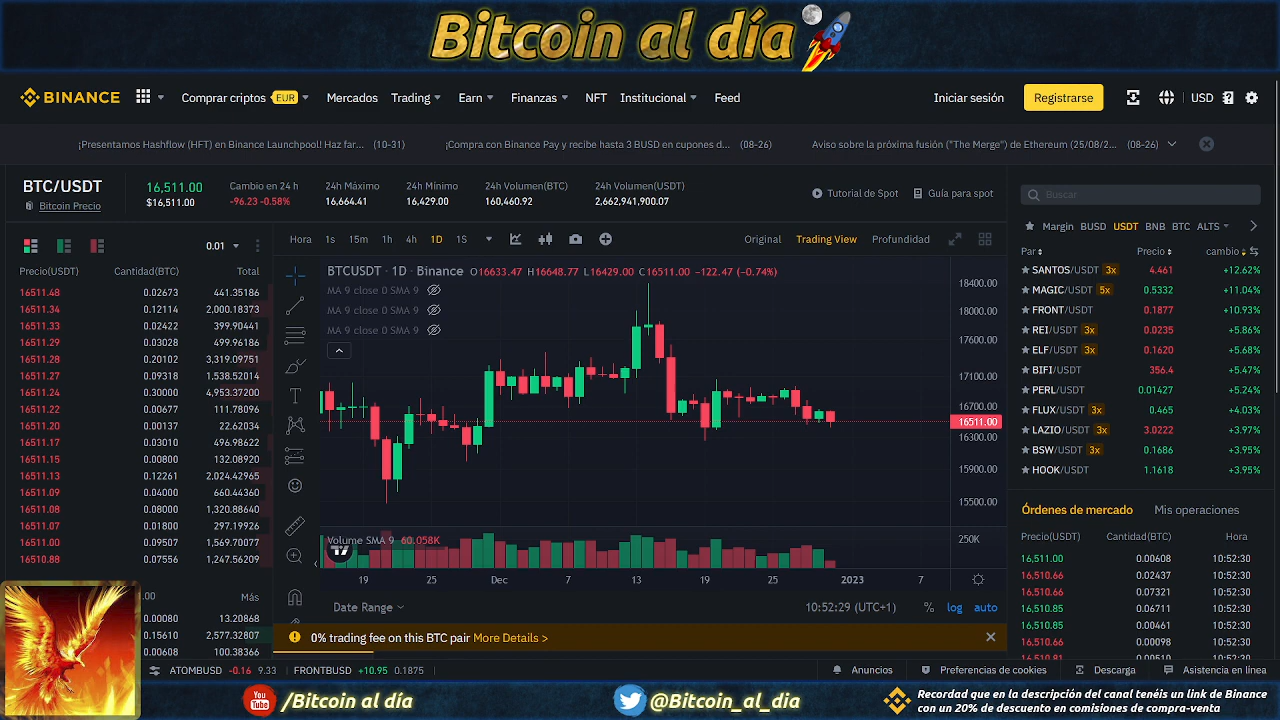 Bitcoin al día
BINANCE
Comprar criptos EUR
Mercados
Trading
Earn
Finanzas
NFT
Institucional
Feed
Iniciar sesión
Registrarse
USD
¡Presentamos Hashflow (HFT) en Binance Launchpool! Haz far... (10-31)
¡Compra con Binance Pay y recibe hasta 3 BUSD en cupones d... (08-26)
Aviso sobre la próxima fusión ("The Merge") de Ethereum (25/08/2... (08-26)
BTC/USDT
Bitcoin Precio
16,511.00
$16,511.00
Cambio en 24 h
-96.23 -0.58%
24h Máximo
16,664.41
24h Mínimo
16,429.00
24h Volumen(BTC)
160,460.92
24h Volumen(USDT)
2,662,941,900.07
Tutorial de Spot
Guía para spot
0.01
Precio(USDT) Cantidad(BTC) Total
16511.48 0.02673 441.35186
16511.34 0.12114 2,000.18373
16511.33 0.02422 399.90441
16511.29 0.03028 499.96186
16511.28 0.20102 3,319.09751
16511.27 0.09318 1,538.52014
16511.24 0.30000 4,953.37200
16511.22 0.00677 111.78096
16511.20 0.00137 22.62034
16511.17 0.03010 496.98622
16511.15 0.00800 132.08920
16511.13 0.12261 2,024.42965
16511.09 0.04000 660.44360
16511.08 0.08000 1,320.88640
16511.07 0.01800 297.19926
16511.00 0.09507 1,569.70077
16510.88 0.07556 1,247.56209
.00 Más
0.00080 13.20868
0.15610 2,577.32807
0.00608 100.38366
Hora 1s 15m 1h 4h 1D 1S
Original
Trading View
Profundidad
BTCUSDT · 1D · Binance O16633.47 H16648.77 L16429.00 C16511.00 −122.47 (−0.74%)
MA 9 close 0 SMA 9
MA 9 close 0 SMA 9
MA 9 close 0 SMA 9
18400.00
18000.00
17600.00
17100.00
16700.00
16511.00
16300.00
15900.00
15500.00
Volume SMA 9 60.058K
250K
19 25 Dec 7 13 19 25 2023 7
Date Range
10:52:29 (UTC+1)
% log auto
0% trading fee on this BTC pair More Details >
Buscar
Margin BUSD USDT BNB BTC ALTS
Par Precio cambio
SANTOS/USDT 3x 4.461 +12.62%
MAGIC/USDT 5x 0.5332 +11.04%
FRONT/USDT 0.1877 +10.93%
REI/USDT 3x 0.0235 +5.86%
ELF/USDT 3x 0.1620 +5.68%
BIFI/USDT 356.4 +5.47%
PERL/USDT 0.01427 +5.24%
FLUX/USDT 3x 0.465 +4.03%
LAZIO/USDT 3x 3.0222 +3.97%
BSW/USDT 3x 0.1686 +3.95%
HOOK/USDT 1.1618 +3.95%
Órdenes de mercado
Mis operaciones
Precio(USDT) Cantidad(BTC) Hora
16,511.00 0.00608 10:52:30
16,510.66 0.02437 10:52:30
16,510.66 0.07321 10:52:30
16,510.85 0.06711 10:52:30
16,510.85 0.00461 10:52:30
16,510.66 0.00098 10:52:30
16,510.81 0.00510 10:52:30
ATOMBUSD -0.16 9.33
FRONTBUSD +10.95 0.1875
Anuncios
Preferencias de cookies
Descarga
Asistencia en línea
You Tube /Bitcoin al día
@Bitcoin_al_dia
Recordad que en la descripción del canal tenéis un link de Binance
con un 20% de descuento en comisiones de compra-venta